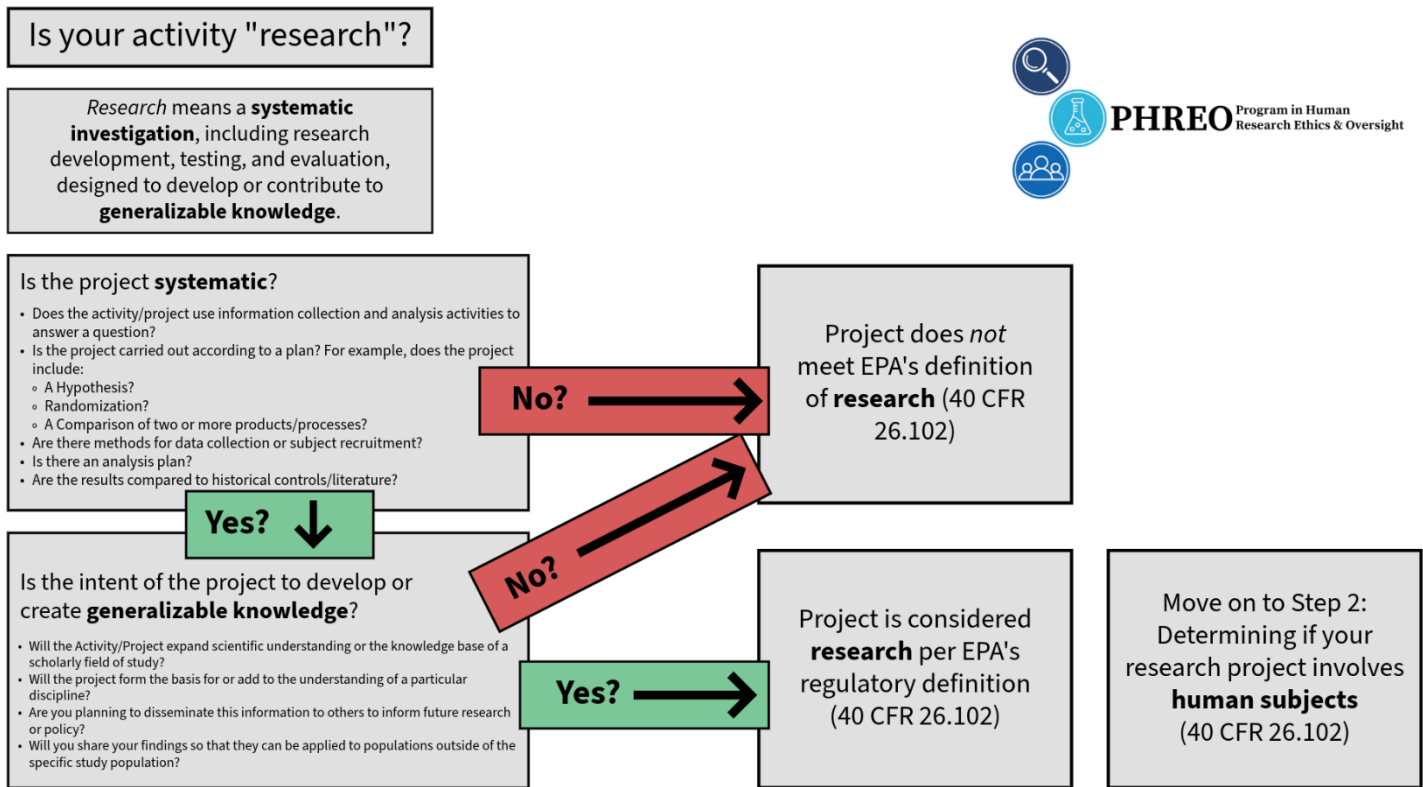 Is your activity "research"?
Research means a systematic
investigation, including research
development, testing, and evaluation,
designed to develop or contribute to
generalizable knowledge.
PHREO Program in Human
Research Ethics & Oversight
Is the project systematic?
• Does the activity/project use information collection and analysis activities to
answer a question?
• Is the project carried out according to a plan? For example, does the project
include:
◦ A Hypothesis?
◦ Randomization?
◦ A Comparison of two or more products/processes?
• Are there methods for data collection or subject recruitment?
• Is there an analysis plan?
• Are the results compared to historical controls/literature?
No?
Project does not
meet EPA's definition
of research (40 CFR
26.102)
Yes?
Is the intent of the project to develop or
create generalizable knowledge?
• Will the Activity/Project expand scientific understanding or the knowledge base of a
scholarly field of study?
• Will the project form the basis for or add to the understanding of a particular
discipline?
• Are you planning to disseminate this information to others to inform future research
or policy?
• Will you share your findings so that they can be applied to populations outside of the
specific study population?
No?
Yes?
Project is considered
research per EPA's
regulatory definition
(40 CFR 26.102)
Move on to Step 2:
Determining if your
research project involves
human subjects
(40 CFR 26.102)